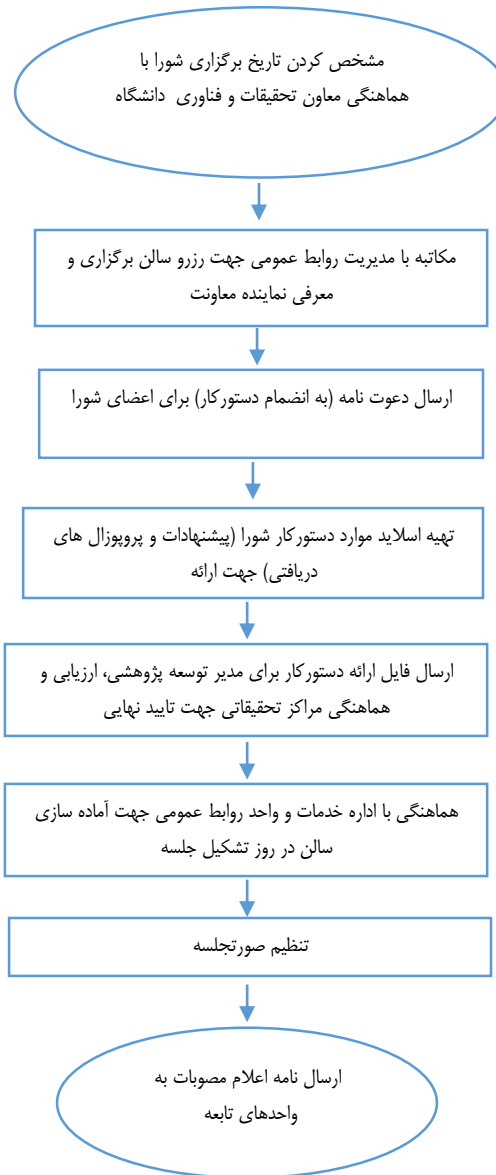 مشخص کردن تاریخ برگزاری شورا با
هماهنگی معاون تحقیقات و فناوری دانشگاه
مکاتبه با مدیریت روابط عمومی جهت رزرو سالن برگزاری و
معرفی نماینده معاونت
ارسال دعوت نامه (به انضمام دستورکار) برای اعضای شورا
تهیه اسلاید موارد دستورکار شورا (پیشنهادات و پروپوزال های
دریافتی) جهت ارائه
ارسال فایل ارائه دستورکار برای مدیر توسعه پژوهشی، ارزیابی و
هماهنگی مراکز تحقیقاتی جهت تایید نهایی
هماهنگی با اداره خدمات و واحد روابط عمومی جهت آماده سازی
سالن در روز تشکیل جلسه
تنظیم صورتجلسه
ارسال نامه اعلام مصوبات به
واحدهای تابعه